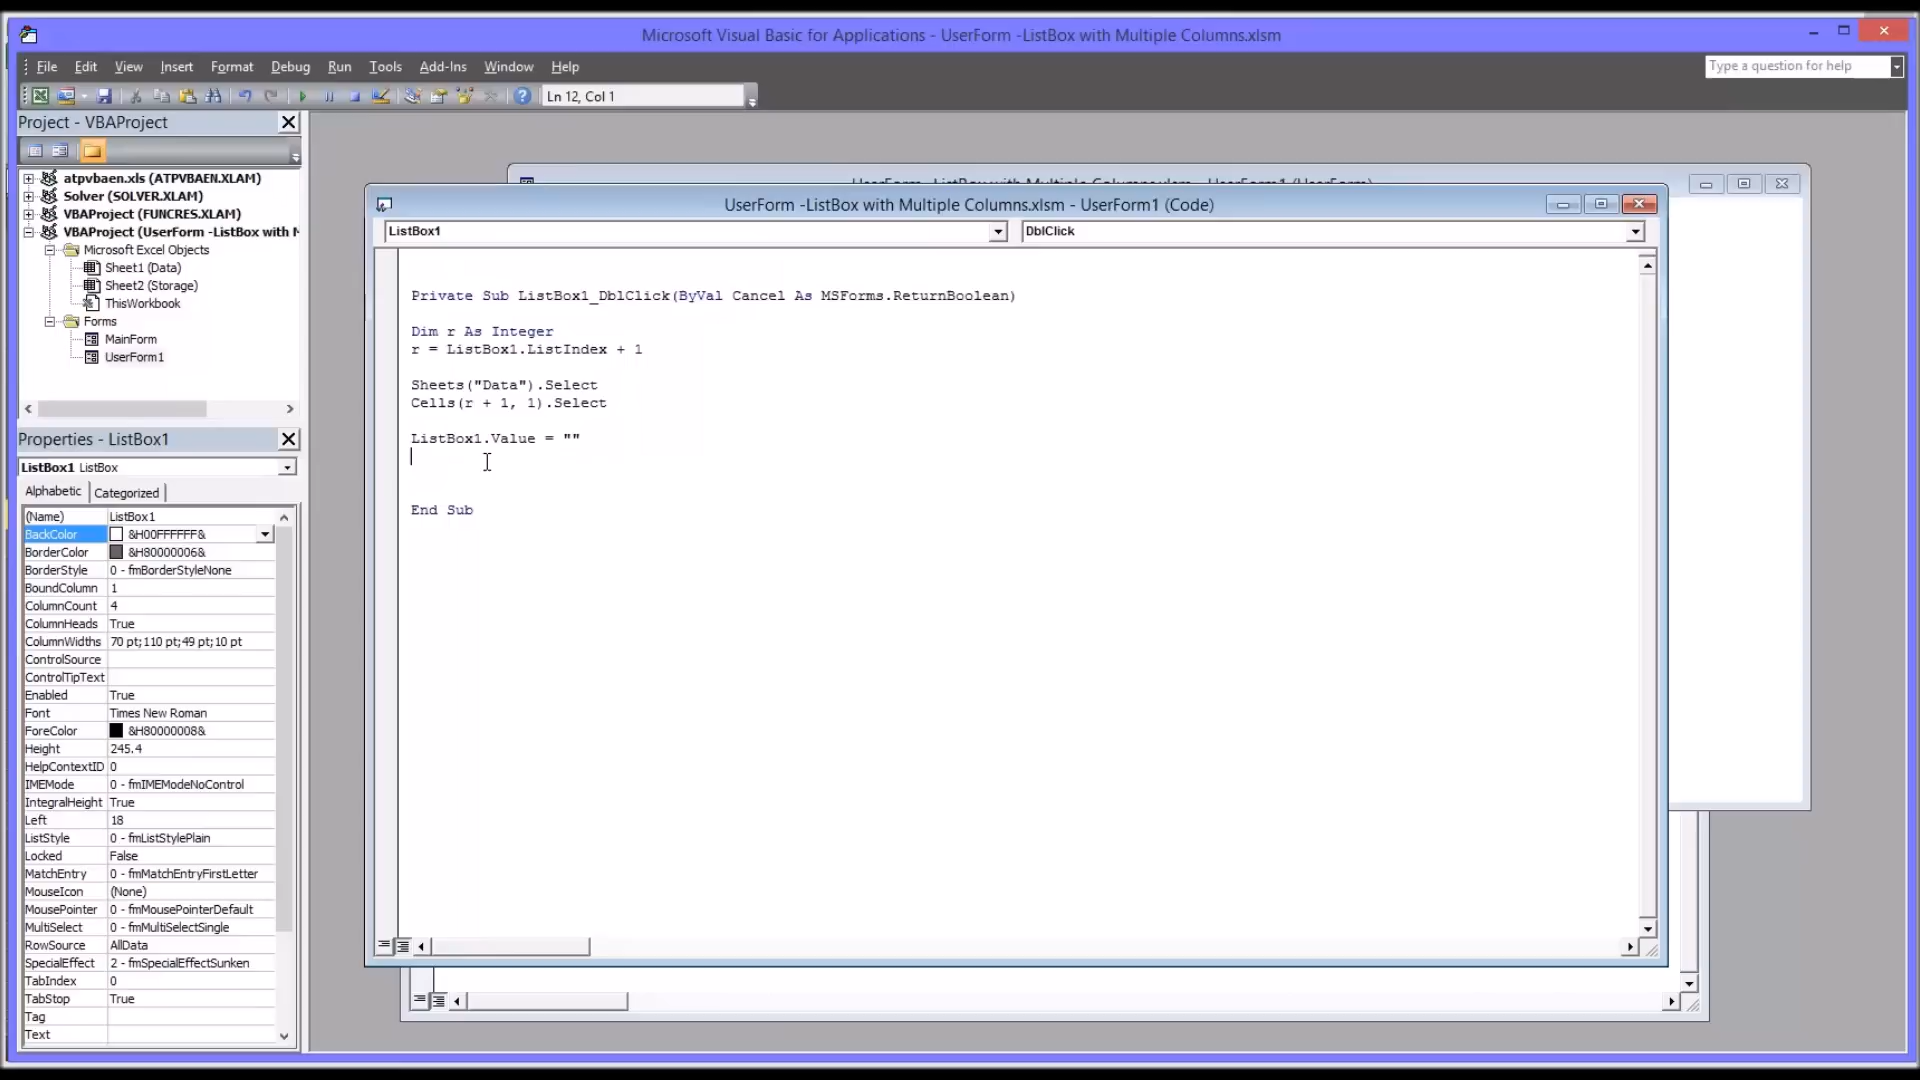 Microsoft Visual Basic for Applications - UserForm -ListBox with Multiple Columns.xlsm
File Edit View Insert Format Debug Run Tools Add-Ins Window Help
Type a question for help
Ln 12, Col 1
Project - VBAProject
atpvbaen.xls (ATPVBAEN.XLAM)
Solver (SOLVER.XLAM)
VBAProject (FUNCRES.XLAM)
VBAProject (UserForm -ListBox with
Microsoft Excel Objects
Sheet1 (Data)
Sheet2 (Storage)
ThisWorkbook
Forms
MainForm
UserForm1
Properties - ListBox1
ListBox1 ListBox
Alphabetic Categorized
(Name) ListBox1
BackColor &H00FFFFFF&
BorderColor &H80000006&
BorderStyle 0 - fmBorderStyleNone
BoundColumn 1
ColumnCount 4
ColumnHeads True
ColumnWidths 70 pt;110 pt;49 pt;10 pt
ControlSource
ControlTipText
Enabled True
Font Times New Roman
ForeColor &H80000008&
Height 245.4
HelpContextID 0
IMEMode 0 - fmIMEModeNoControl
IntegralHeight True
Left 18
ListStyle 0 - fmListStylePlain
Locked False
MatchEntry 0 - fmMatchEntryFirstLetter
MouseIcon (None)
MousePointer 0 - fmMousePointerDefault
MultiSelect 0 - fmMultiSelectSingle
RowSource AllData
SpecialEffect 2 - fmSpecialEffectSunken
TabIndex 0
TabStop True
Tag
Text
UserForm -ListBox with Multiple Columns.xlsm - UserForm1 (UserForm)
UserForm -ListBox with Multiple Columns.xlsm - UserForm1 (Code)
ListBox1 DblClick
Private Sub ListBox1_DblClick(ByVal Cancel As MSForms.ReturnBoolean)
Dim r As Integer
r = ListBox1.ListIndex + 1
Sheets("Data").Select
Cells(r + 1, 1).Select
ListBox1.Value = ""
End Sub